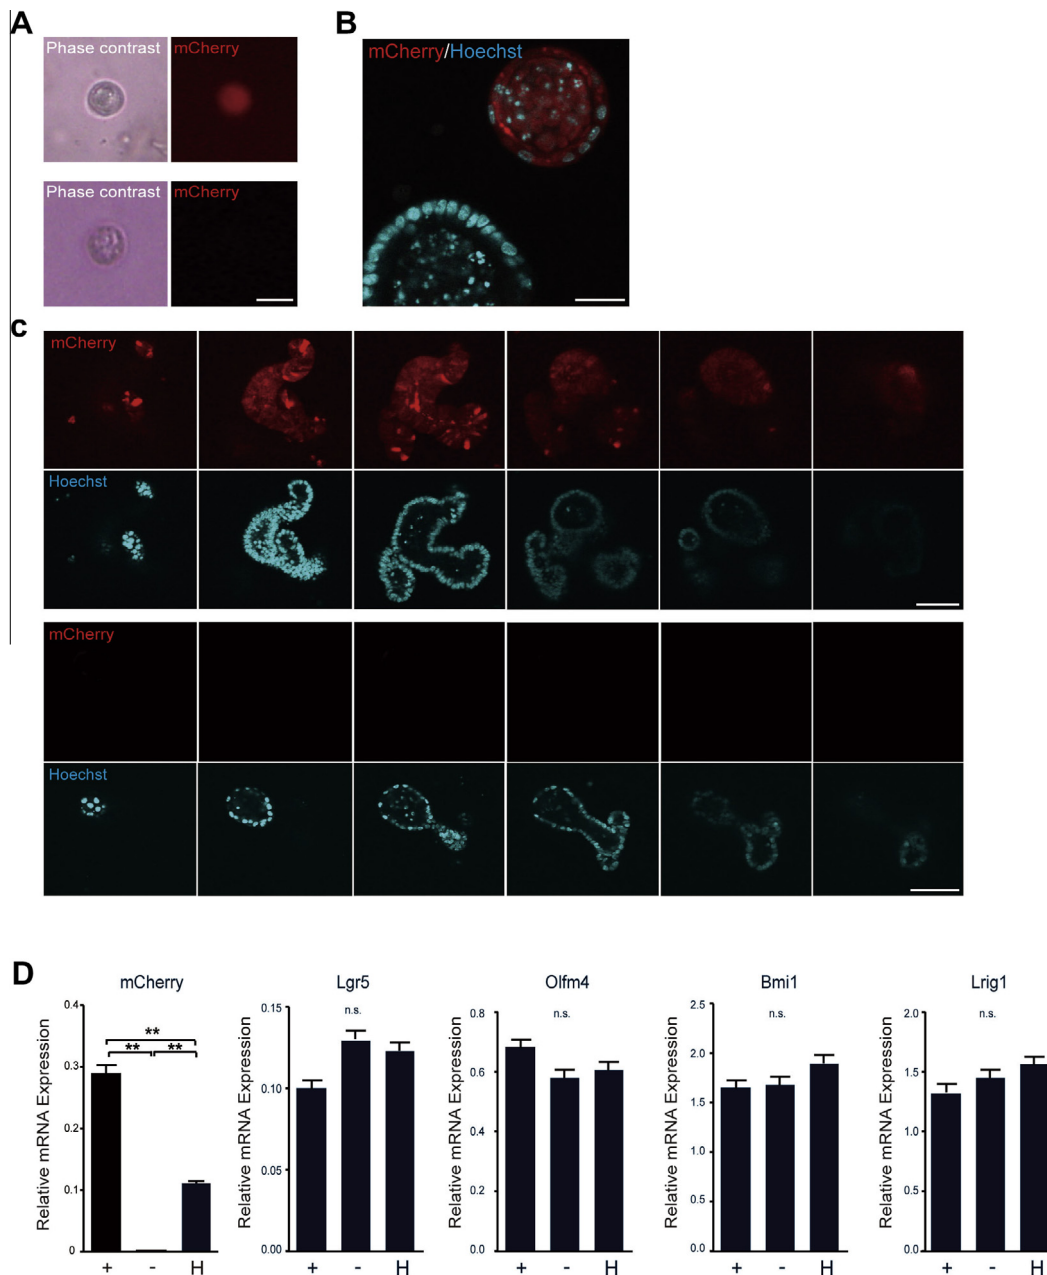 A
Phase contrast
mCherry
Phase contrast
mCherry
B
mCherry/Hoechst
c
mCherry
Hoechst
mCherry
Hoechst
D
mCherry
Relative mRNA Expression
0.4
0.3
0.2
0.1
0
**
** **
+ - H
Lgr5
Relative mRNA Expression
0.15
0.10
0.05
0.00
n.s.
+ - H
Olfm4
Relative mRNA Expression
0.8
0.6
0.4
0.2
0.0
n.s.
+ - H
Bmi1
Relative mRNA Expression
2.5
2.0
1.5
1.0
0.5
0.0
n.s.
+ - H
Lrig1
Relative mRNA Expression
2.0
1.5
1.0
0.5
0.0
n.s.
+ - H